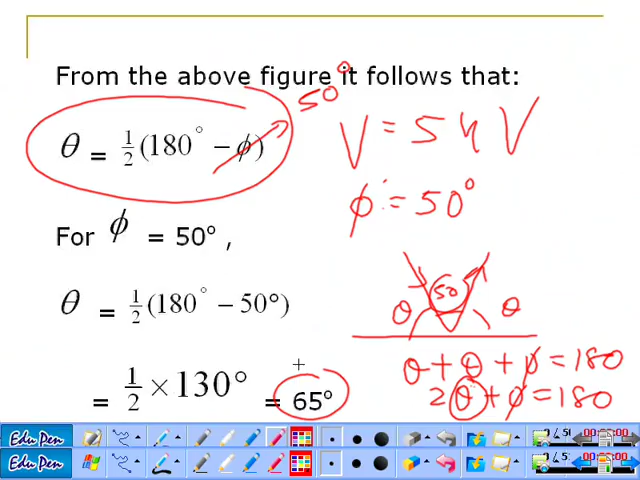 From the above figure it follows that:
50°
θ = 1/2 (180° − ϕ)
V = 54 V
ϕ = 50°
For ϕ = 50° ,
50
θ θ
θ = 1/2 (180° − 50°)
θ + θ + ϕ = 180
+
= 1/2 × 130° = 65°
2θ + ϕ = 180
Edu Pen
Edu Pen